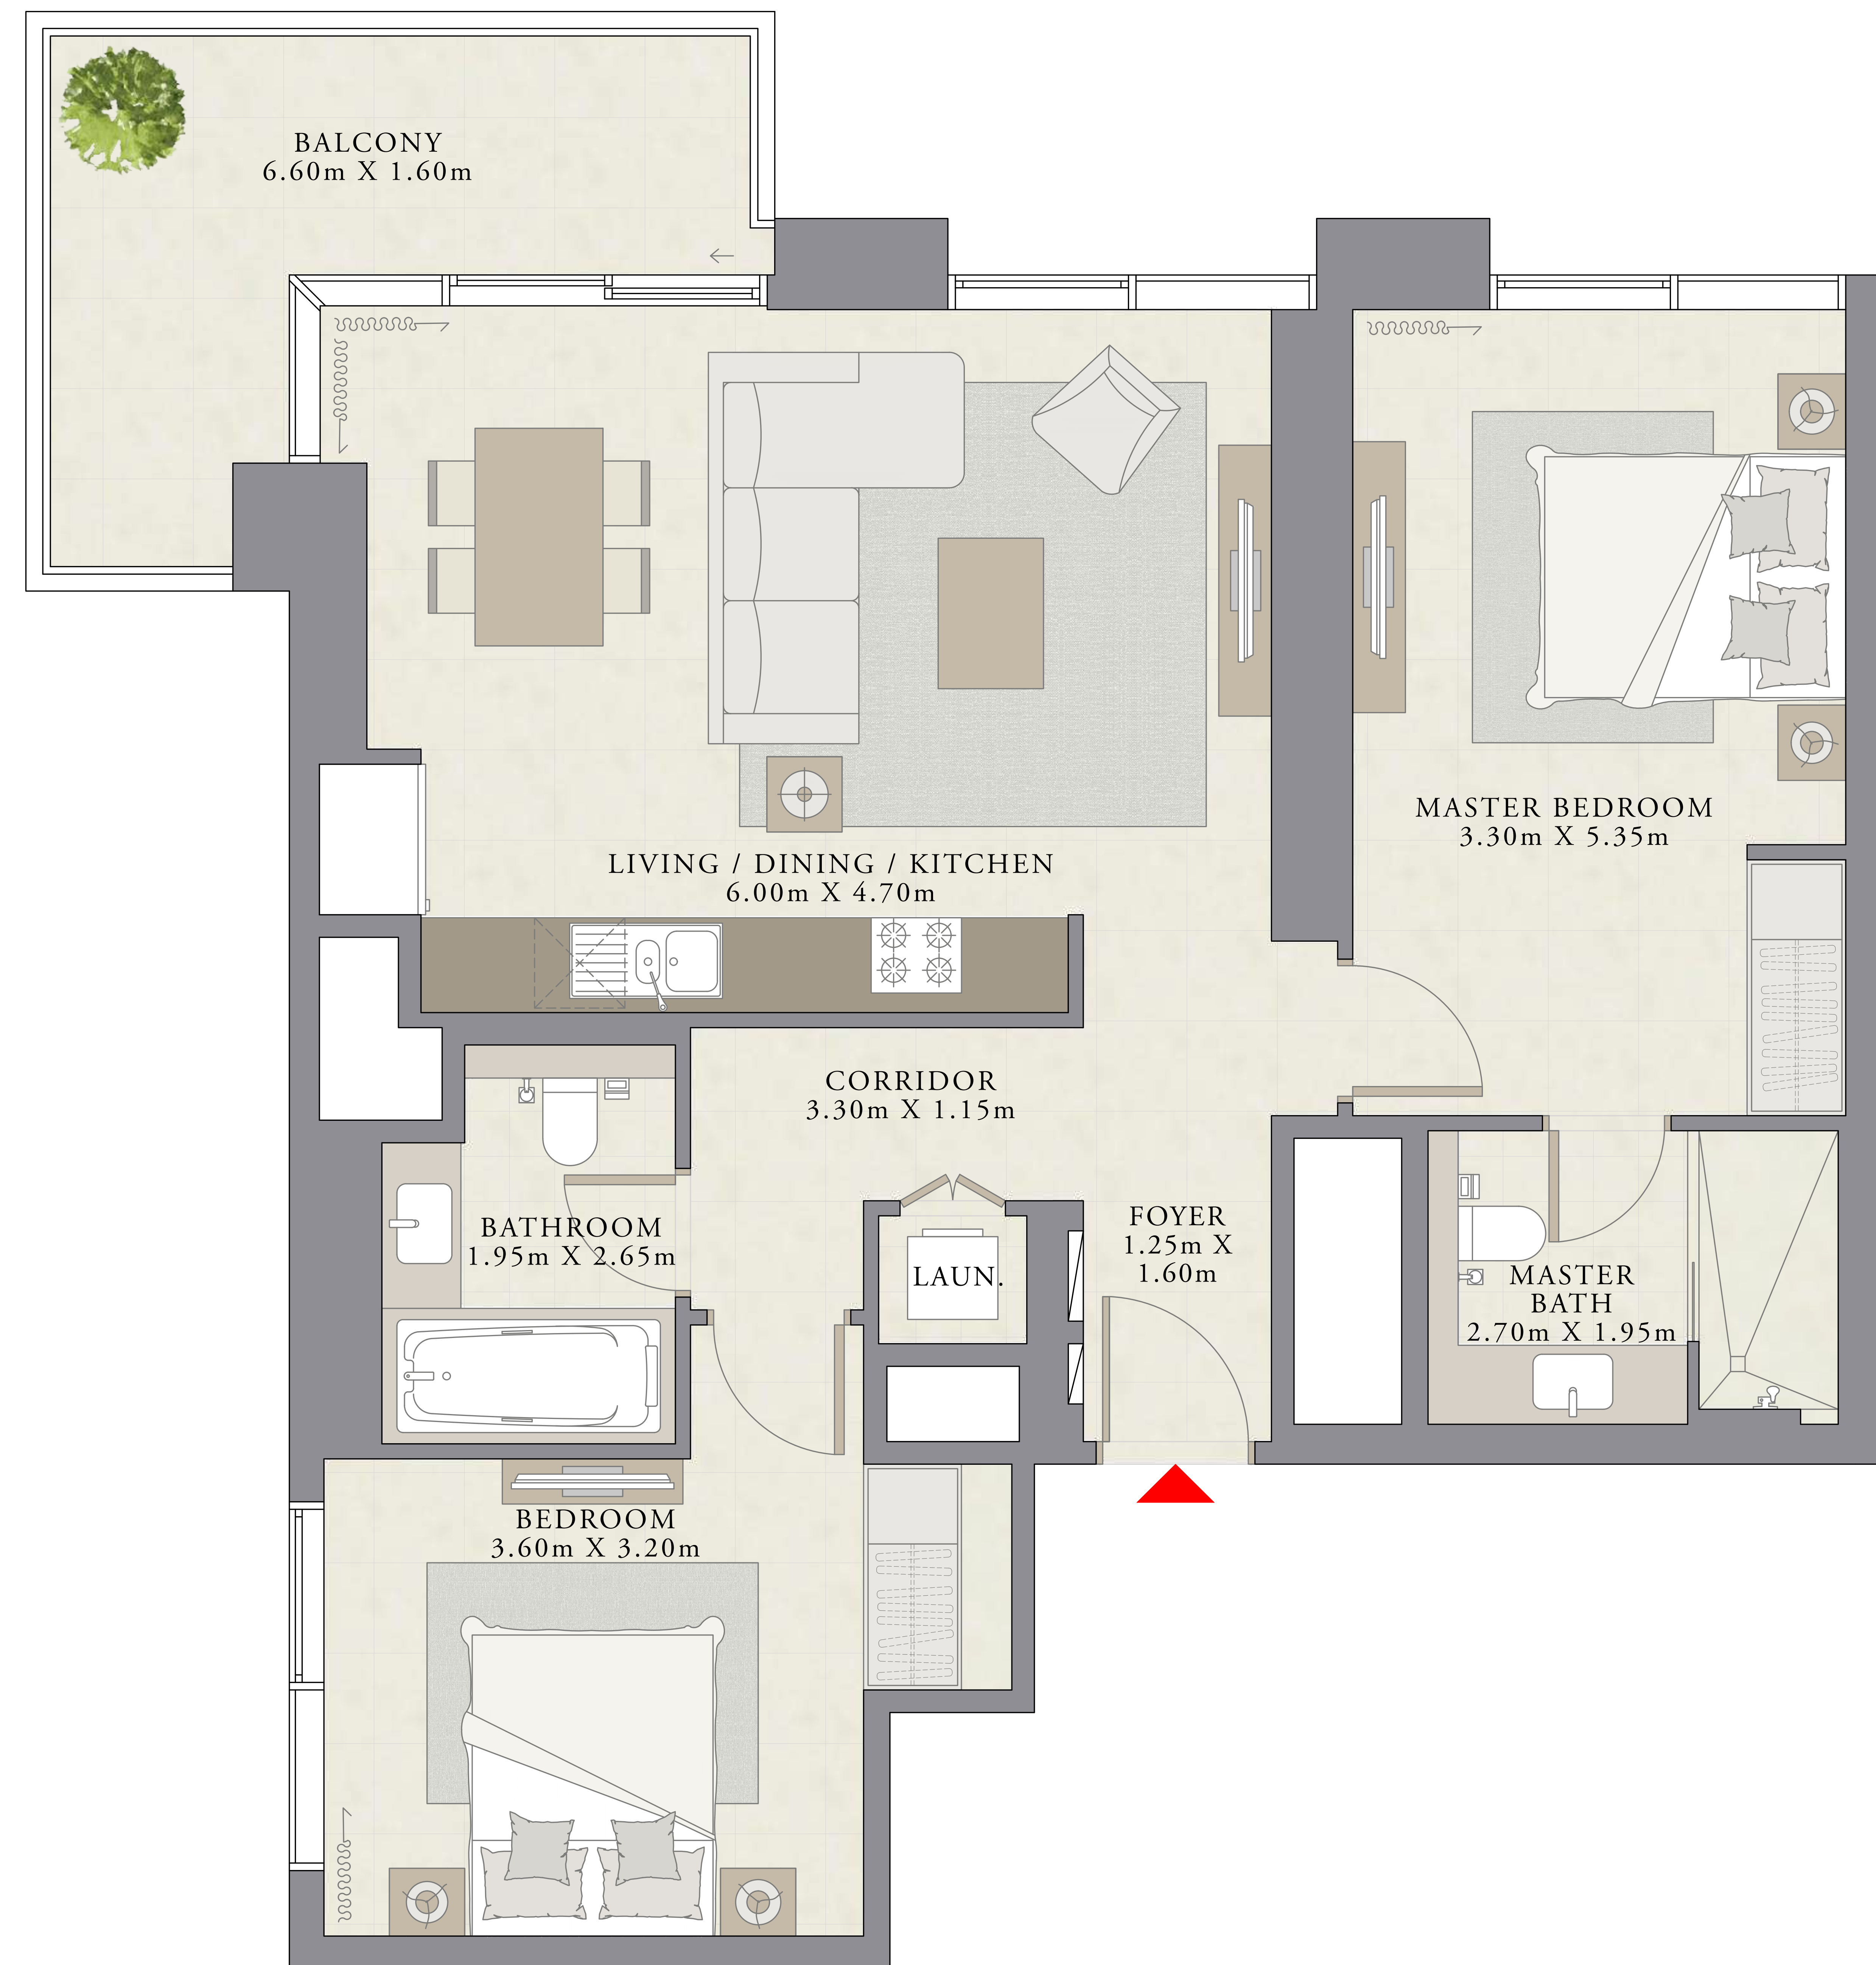 BALCONY
6.60m X 1.60m
MASTER BEDROOM
3.30m X 5.35m
LIVING / DINING / KITCHEN
6.00m X 4.70m
CORRIDOR
3.30m X 1.15m
FOYER
1.25m X
1.60m
BATHROOM
1.95m X 2.65m
LAUN.
MASTER
BATH
2.70m X 1.95m
BEDROOM
3.60m X 3.20m